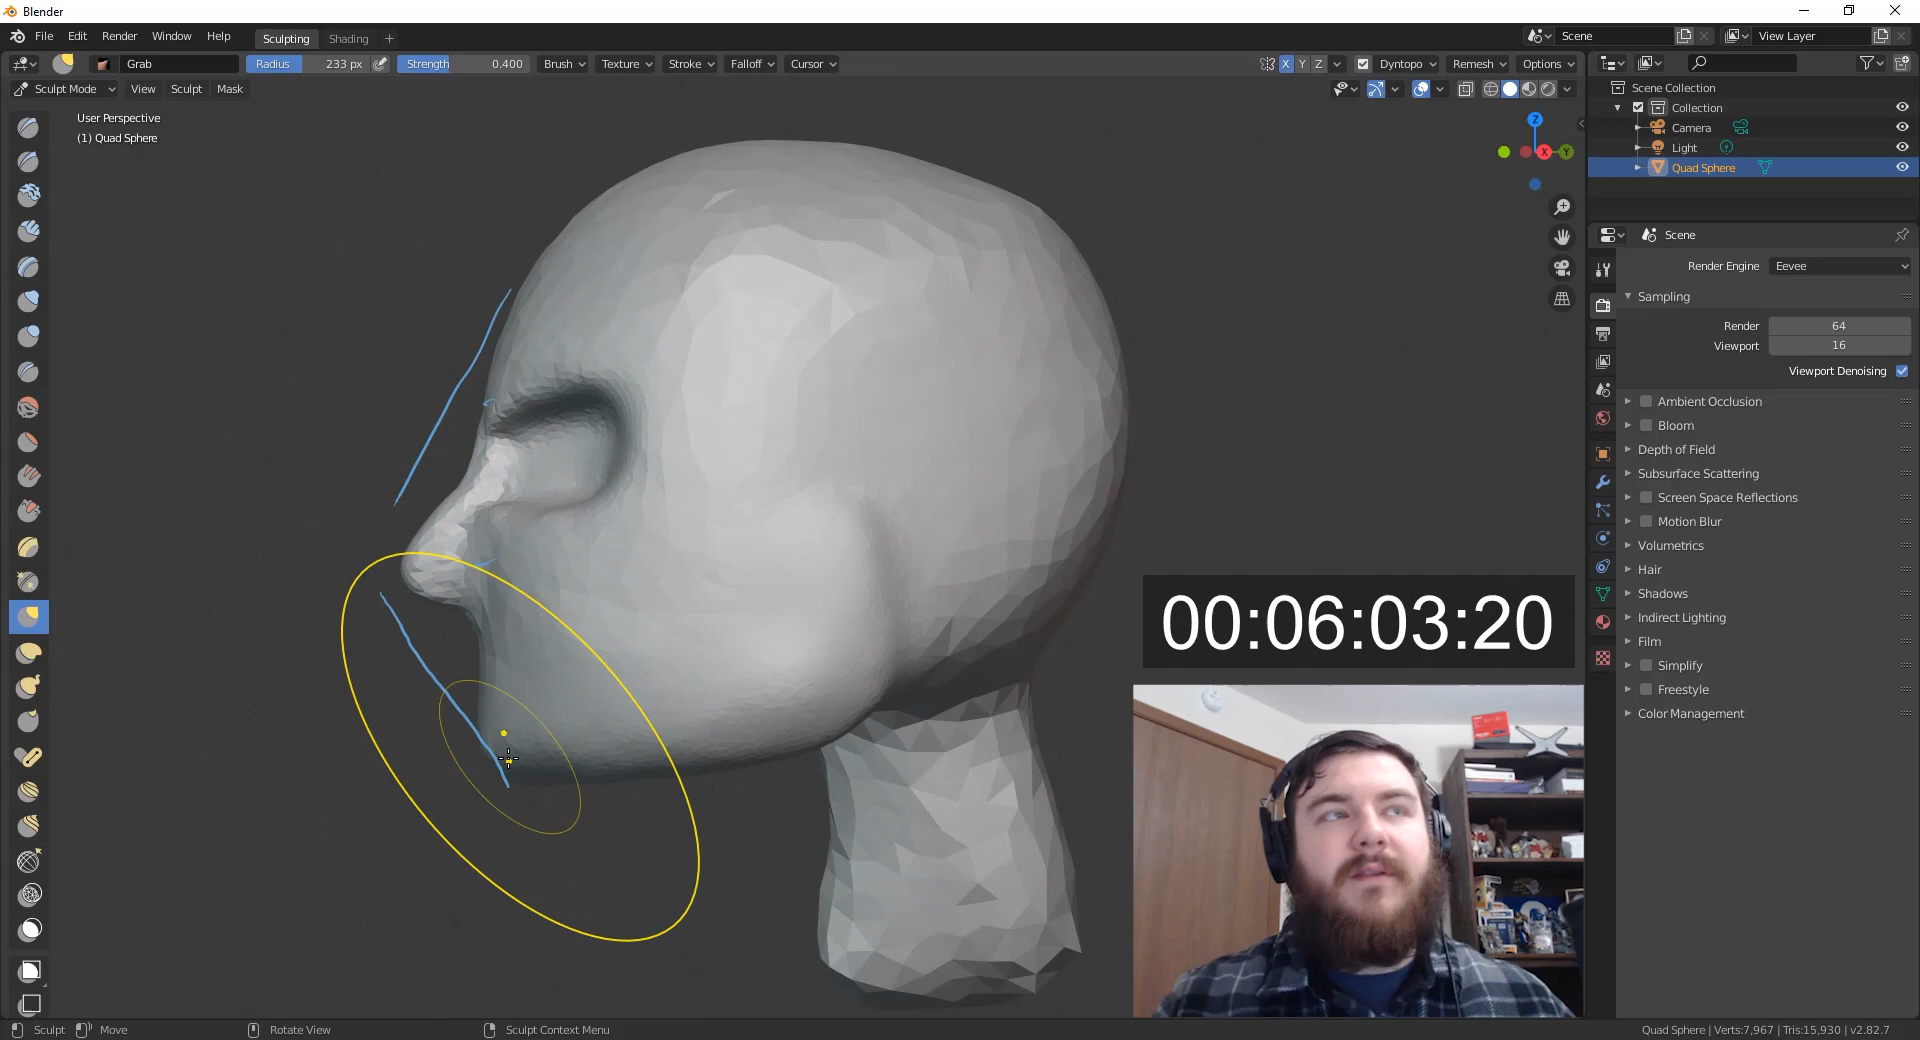 Blender
File Edit Render Window Help Sculpting Shading + Scene View Layer
Grab Radius 233 px Strength 0.400 Brush Texture Stroke Falloff Cursor X Y Z Dyntopo Remesh Options
Sculpt Mode View Sculpt Mask
User Perspective
(1) Quad Sphere
Z
X
Y
Scene Collection
Collection
Camera
Light
Quad Sphere
Scene
Render Engine Eevee
Sampling
Render 64
Viewport 16
Viewport Denoising
Ambient Occlusion
Bloom
Depth of Field
Subsurface Scattering
Screen Space Reflections
Motion Blur
Volumetrics
Hair
Shadows
Indirect Lighting
Film
Simplify
Freestyle
Color Management
00:06:03:20
Sculpt Move Rotate View Sculpt Context Menu Quad Sphere | Verts:7,967 | Tris:15,930 | v2.82.7